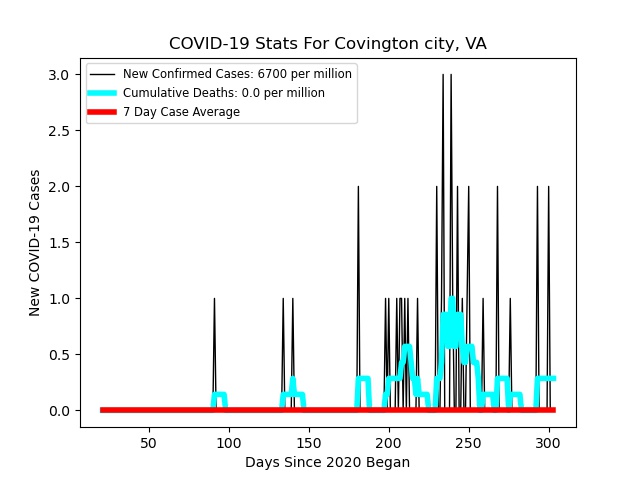 COVID-19 Stats For Covington city, VA
New Confirmed Cases: 6700 per million
Cumulative Deaths: 0.0 per million
7 Day Case Average
New COVID-19 Cases
3.0
2.5
2.0
1.5
1.0
0.5
0.0
50 100 150 200 250 300
Days Since 2020 Began